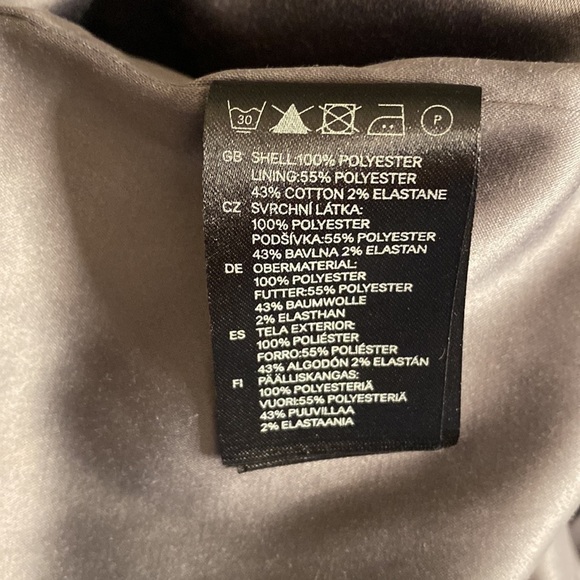 30 P
GB SHELL:100% POLYESTER
LINING:55% POLYESTER
43% COTTON 2% ELASTANE
CZ SVRCHNÍ LÁTKA:
100% POLYESTER
PODŠÍVKA:55% POLYESTER
43% BAVLNA 2% ELASTAN
DE OBERMATERIAL:
100% POLYESTER
FUTTER:55% POLYESTER
43% BAUMWOLLE
2% ELASTHAN
ES TELA EXTERIOR:
100% POLIÉSTER
FORRO:55% POLIÉSTER
43% ALGODÓN 2% ELASTÁN
FI PÄÄLLISKANGAS:
100% POLYESTERIÄ
VUORI:55% POLYESTERIÄ
43% PUUVILLAA
2% ELASTAANIA